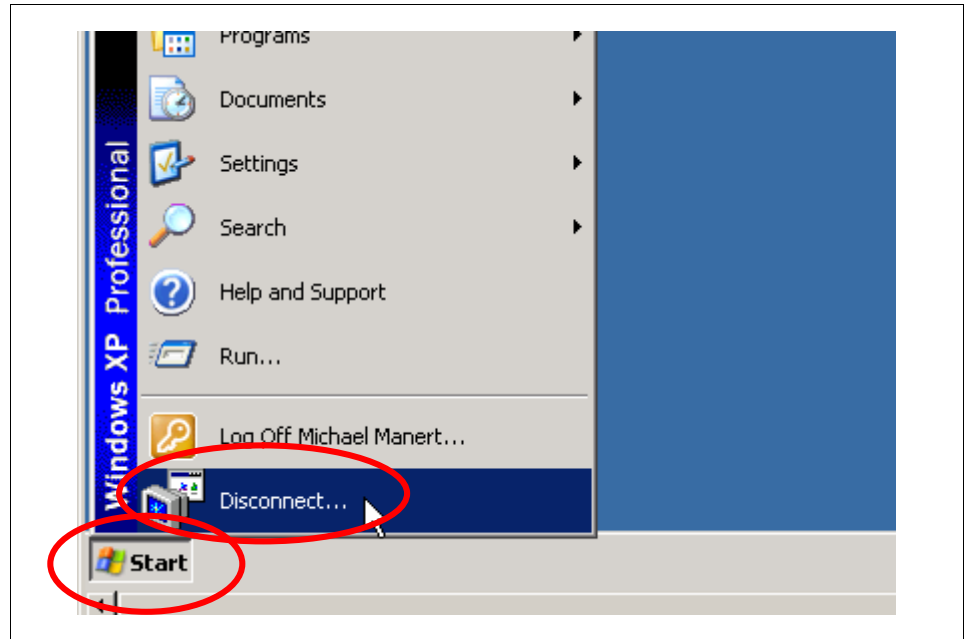 Programs
Documents
Settings
Search
Help and Support
Run...
Log Off Michael Manert...
Disconnect...
Windows XP Professional
Start